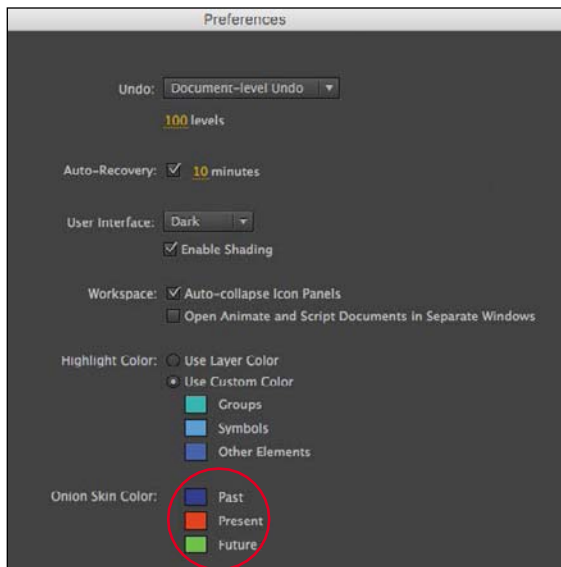 Preferences
Undo: Document-level Undo
100 levels
Auto-Recovery: 10 minutes
User Interface: Dark
Enable Shading
Workspace: Auto-collapse Icon Panels
Open Animate and Script Documents in Separate Windows
Highlight Color: Use Layer Color
Use Custom Color
Groups
Symbols
Other Elements
Onion Skin Color: Past
Present
Future